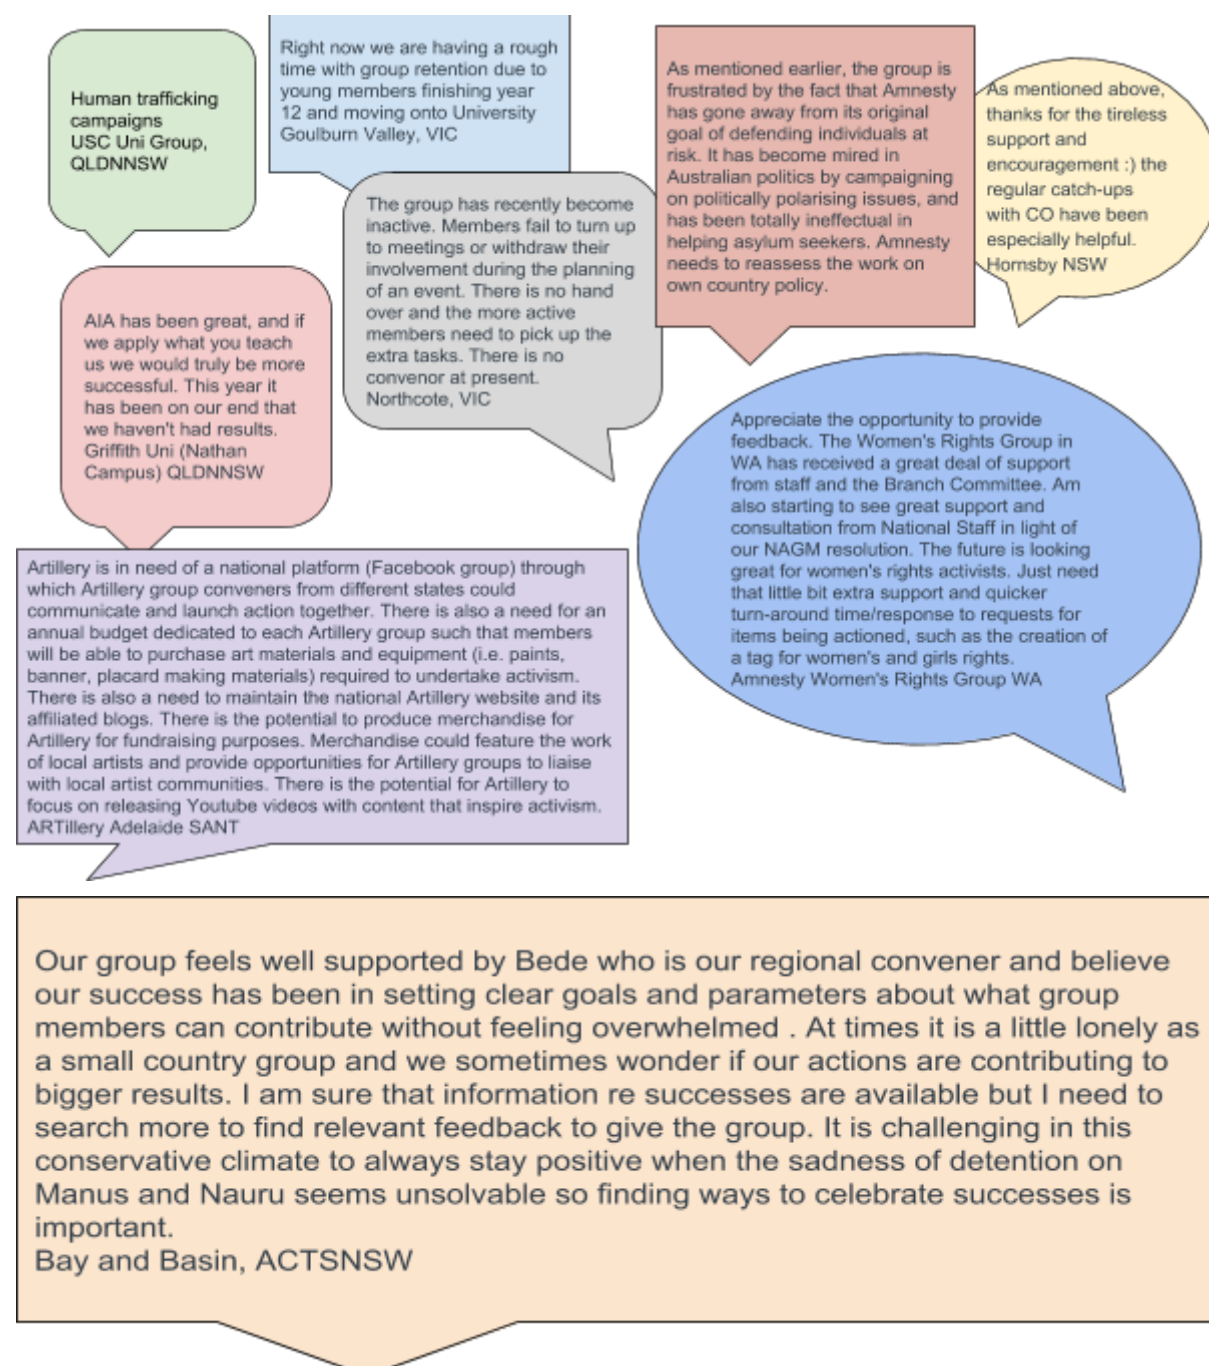 Human trafficking
campaigns
USC Uni Group,
QLDNNSW
Right now we are having a rough
time with group retention due to
young members finishing year
12 and moving onto University
Goulburn Valley, VIC
As mentioned earlier, the group is
frustrated by the fact that Amnesty
has gone away from its original
goal of defending individuals at
risk. It has become mired in
Australian politics by campaigning
on politically polarising issues, and
has been totally ineffectual in
helping asylum seekers. Amnesty
needs to reassess the work on
own country policy.
As mentioned above,
thanks for the tireless
support and
encouragement :) the
regular catch-ups
with CO have been
especially helpful.
Hornsby NSW
The group has recently become
inactive. Members fail to turn up
to meetings or withdraw their
involvement during the planning
of an event. There is no hand
over and the more active
members need to pick up the
extra tasks. There is no
convenor at present.
Northcote, VIC
AIA has been great, and if
we apply what you teach
us we would truly be more
successful. This year it
has been on our end that
we haven't had results.
Griffith Uni (Nathan
Campus) QLDNNSW
Appreciate the opportunity to provide
feedback. The Women's Rights Group in
WA has received a great deal of support
from staff and the Branch Committee. Am
also starting to see great support and
consultation from National Staff in light of
our NAGM resolution. The future is looking
great for women's rights activists. Just need
that little bit extra support and quicker
turn-around time/response to requests for
items being actioned, such as the creation of
a tag for women's and girls rights.
Amnesty Women's Rights Group WA
Artillery is in need of a national platform (Facebook group) through
which Artillery group conveners from different states could
communicate and launch action together. There is also a need for an
annual budget dedicated to each Artillery group such that members
will be able to purchase art materials and equipment (i.e. paints,
banner, placard making materials) required to undertake activism.
There is also a need to maintain the national Artillery website and its
affiliated blogs. There is the potential to produce merchandise for
Artillery for fundraising purposes. Merchandise could feature the work
of local artists and provide opportunities for Artillery groups to liaise
with local artist communities. There is the potential for Artillery to
focus on releasing Youtube videos with content that inspire activism.
ARTillery Adelaide SANT
Our group feels well supported by Bede who is our regional convener and believe
our success has been in setting clear goals and parameters about what group
members can contribute without feeling overwhelmed . At times it is a little lonely as
a small country group and we sometimes wonder if our actions are contributing to
bigger results. I am sure that information re successes are available but I need to
search more to find relevant feedback to give the group. It is challenging in this
conservative climate to always stay positive when the sadness of detention on
Manus and Nauru seems unsolvable so finding ways to celebrate successes is
important.
Bay and Basin, ACTSNSW